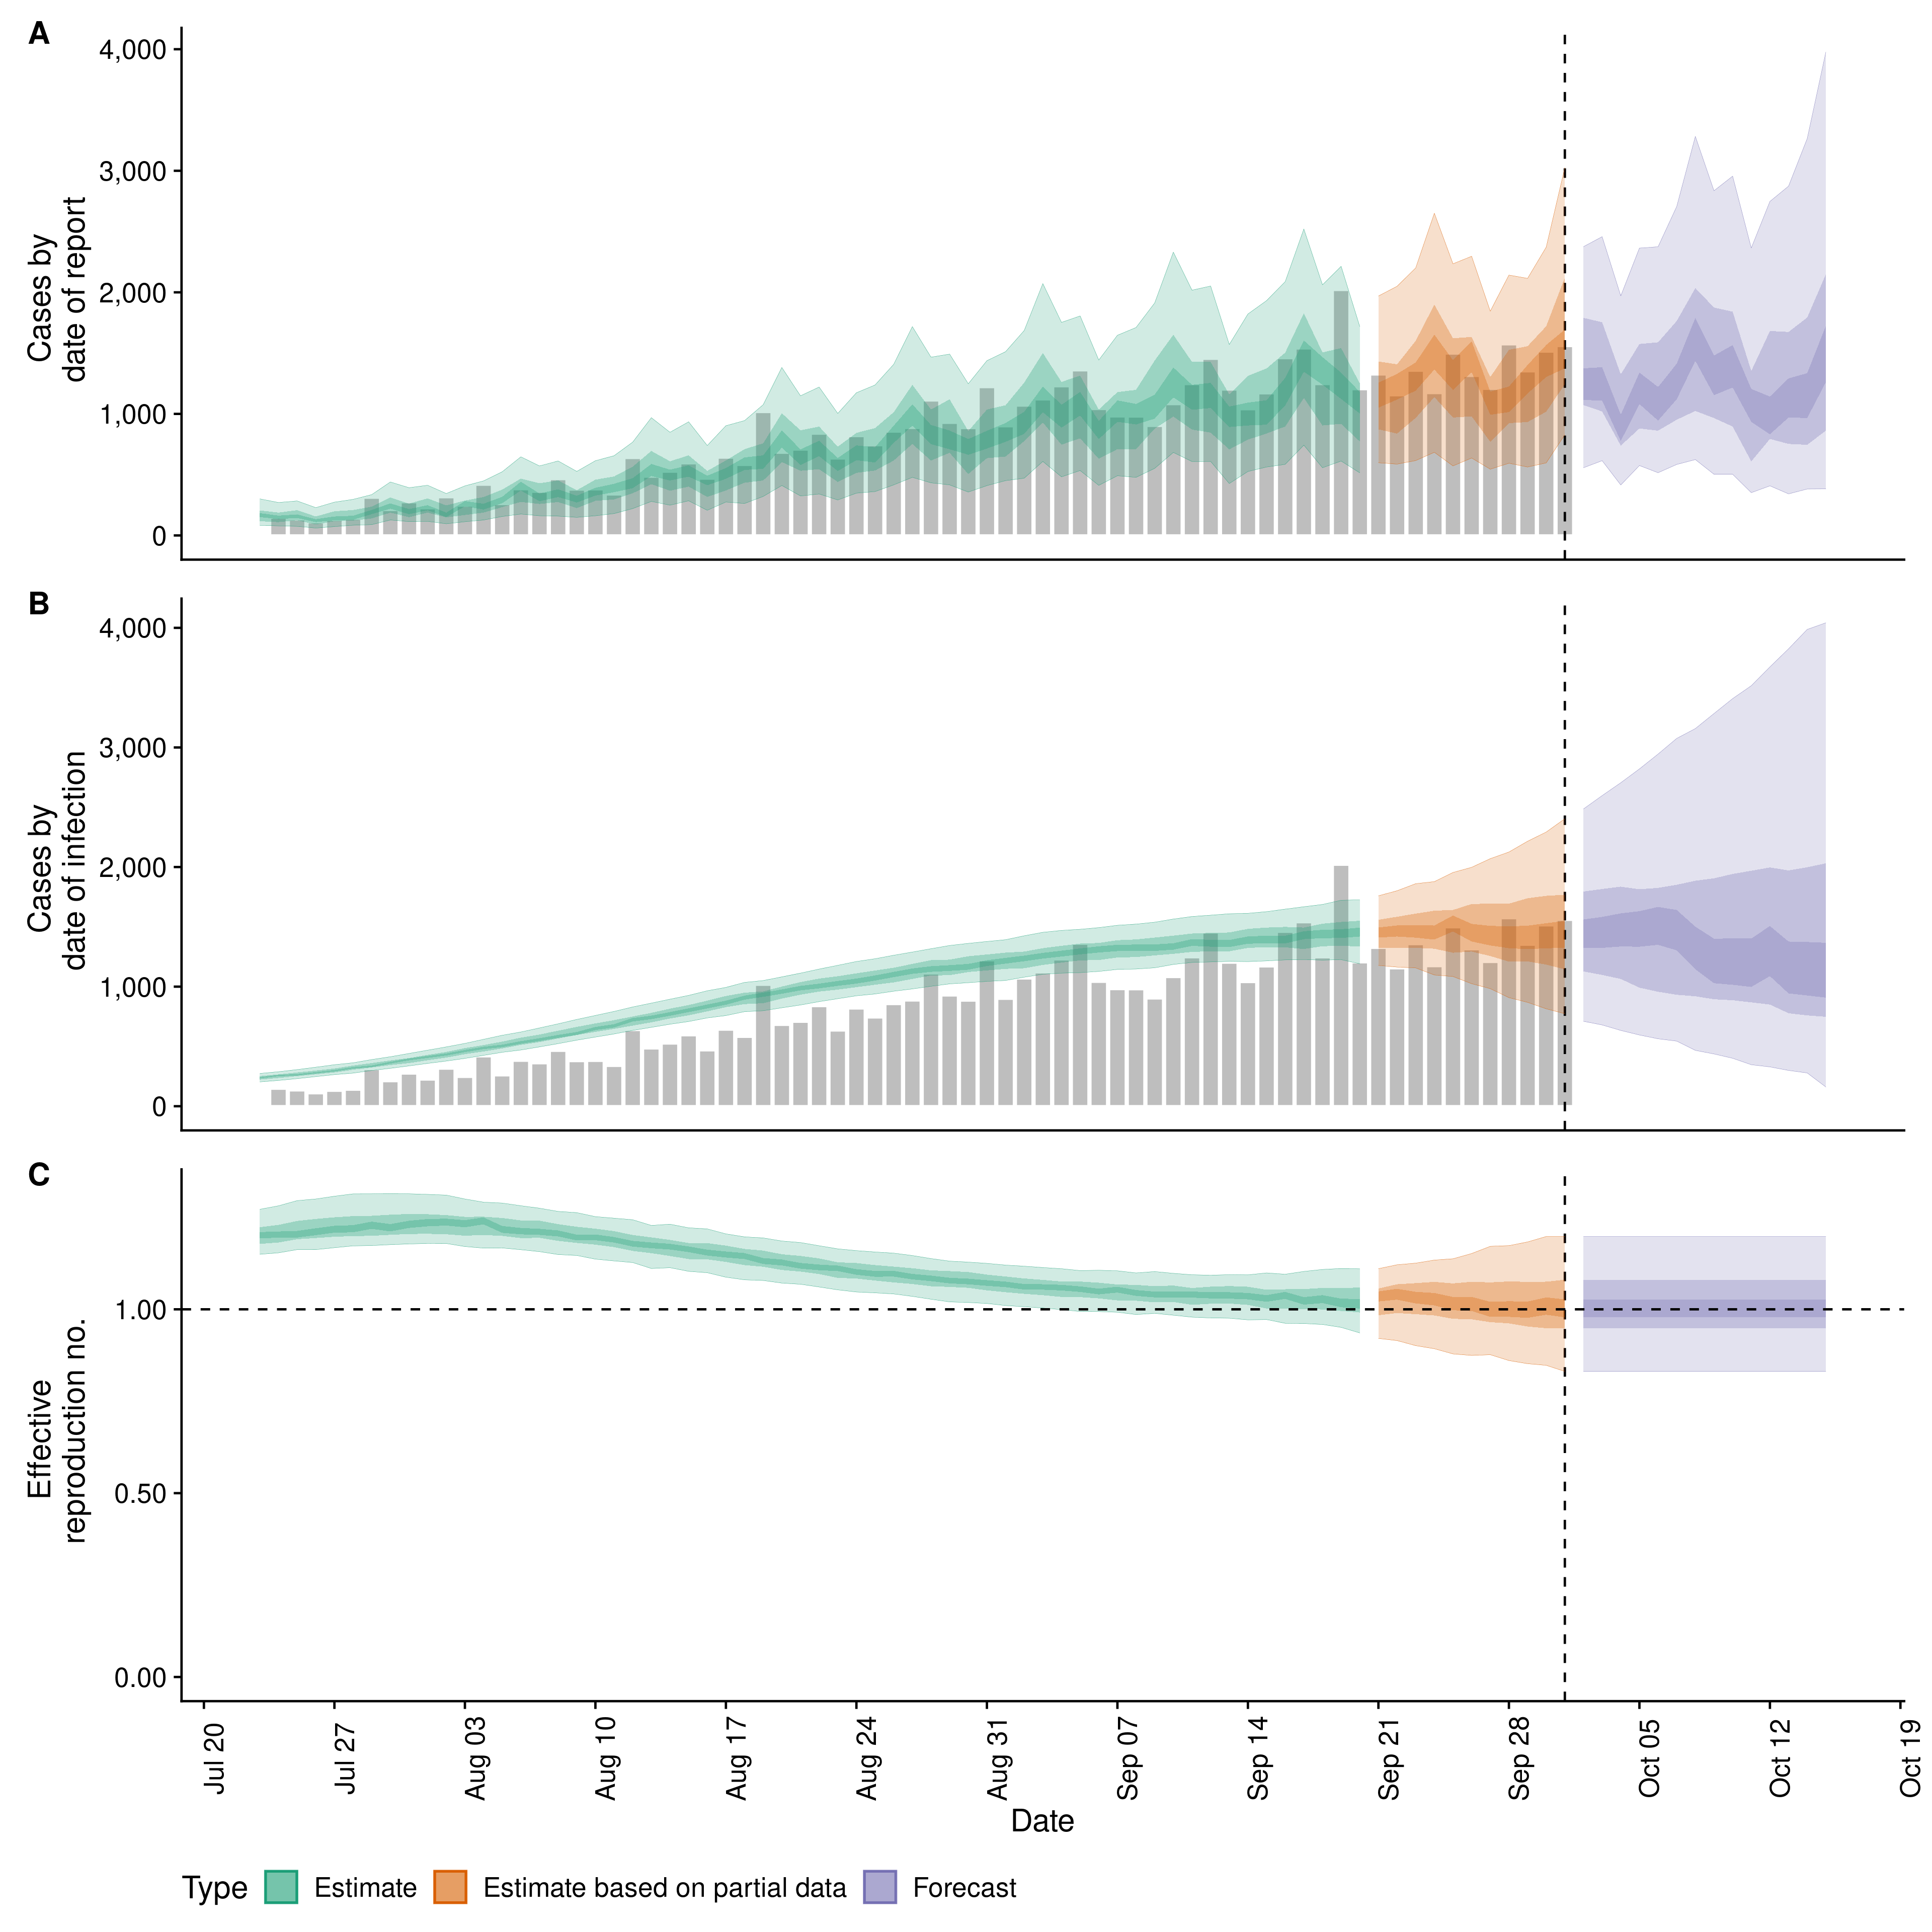 A
4,000
3,000
2,000
1,000
0
Cases by
date of report
B
4,000
3,000
2,000
1,000
0
Cases by
date of infection
C
1.00
0.50
0.00
Effective
reproduction no.
Jul 20
Jul 27
Aug 03
Aug 10
Aug 17
Aug 24
Aug 31
Sep 07
Sep 14
Sep 21
Sep 28
Oct 05
Oct 12
Oct 19
Date
Type Estimate Estimate based on partial data Forecast